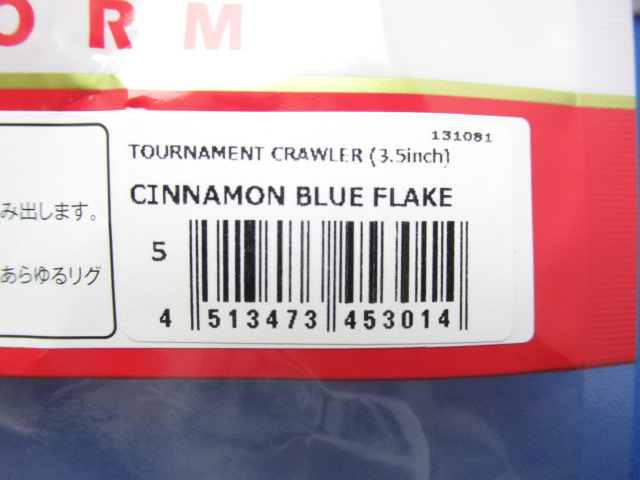 ORM
131081
TOURNAMENT CRAWLER (3.5inch)
CINNAMON BLUE FLAKE
み出します。
あらゆるリグ
5
4 513473 453014